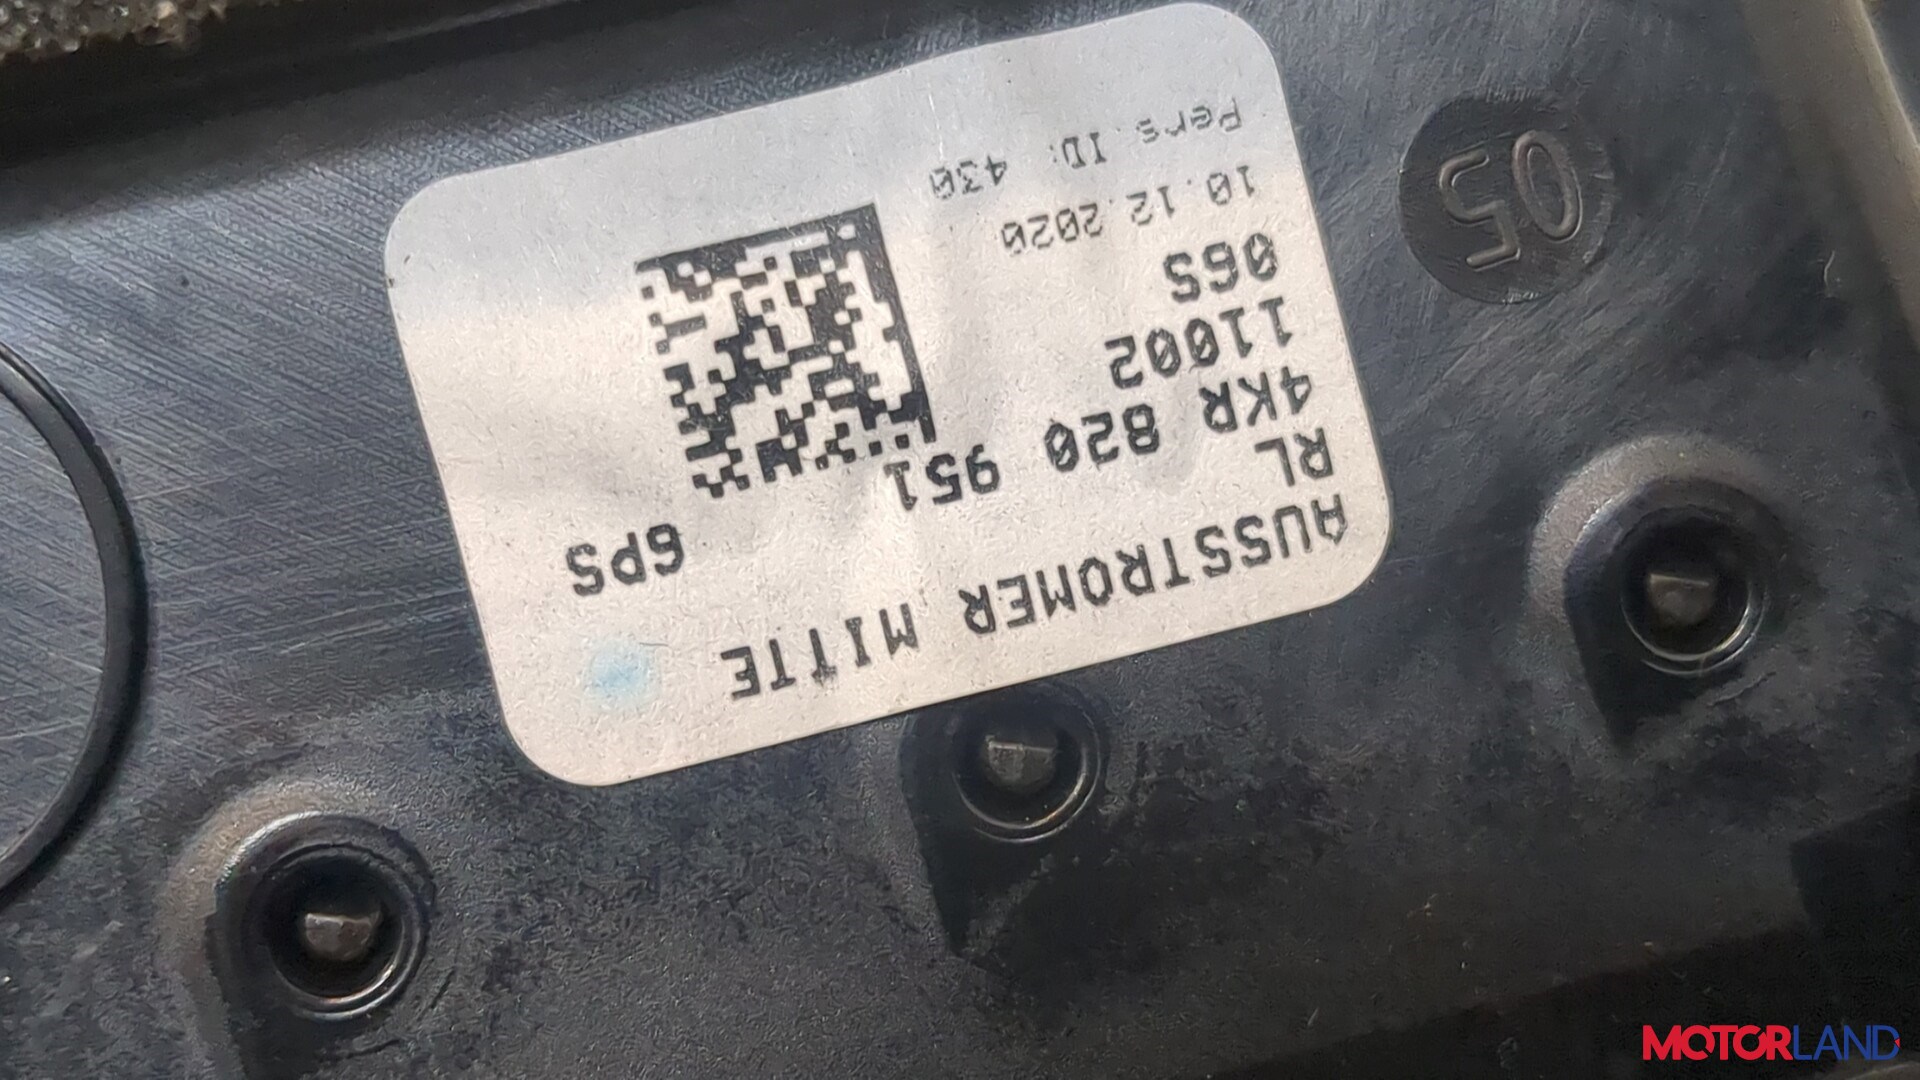 AUSSTROMER MITTE
RL
4KR 820 951 6PS
11002
06S
10.12.2020
Pers. ID: 430
05
MOTORLAND